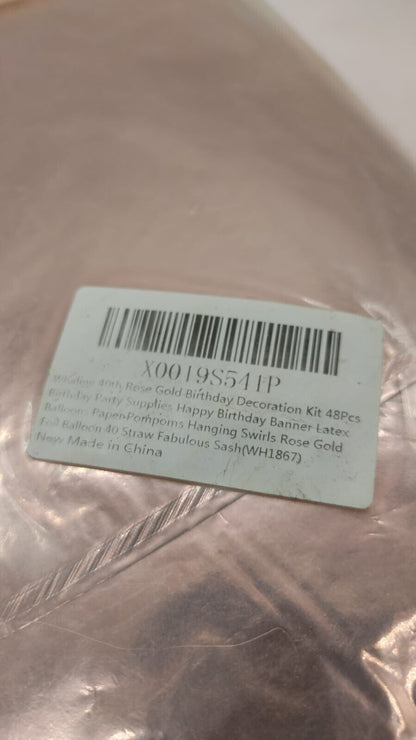 X0019S541P
Whaline 40th Rose Gold Birthday Decoration Kit 48Pcs
Birthday Party Supplies Happy Birthday Banner Latex
Balloons Paper Pompoms Hanging Swirls Rose Gold
Foil Balloon 40 Straw Fabulous Sash(WH1867)
New Made in China